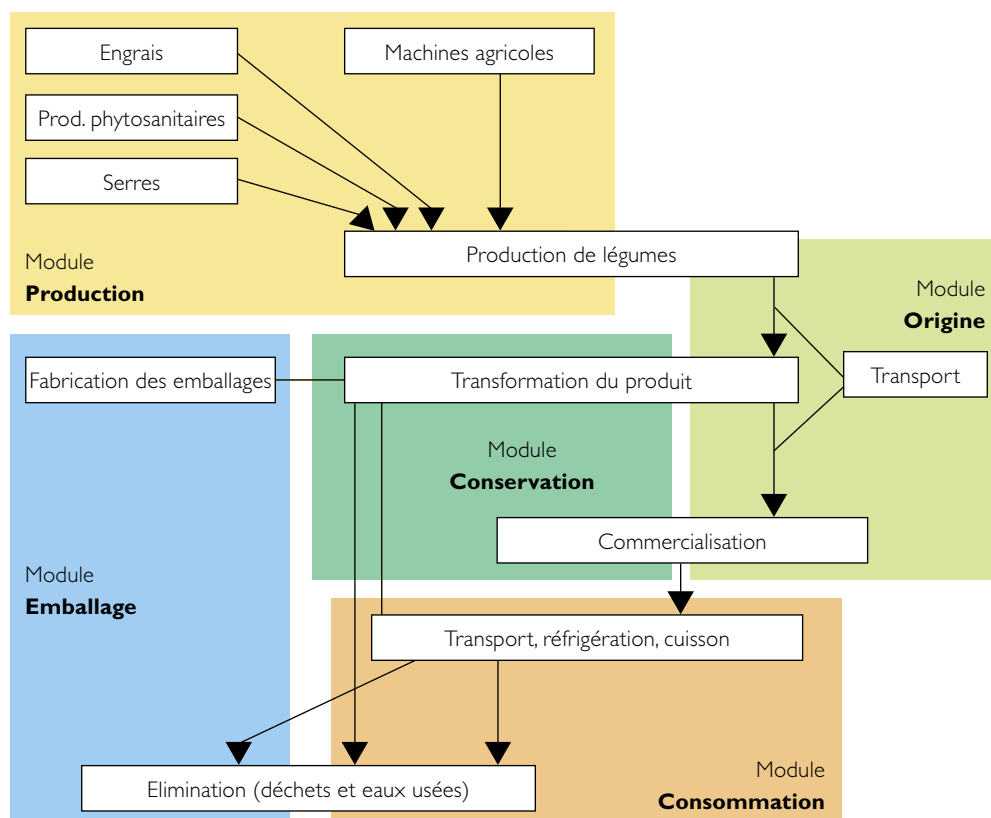 Engrais
Machines agricoles
Prod. phytosanitaires
Serres
Production de légumes
Module
Production
Module
Origine
Fabrication des emballages
Transformation du produit
Transport
Module
Conservation
Commercialisation
Module
Emballage
Transport, réfrigération, cuisson
Elimination (déchets et eaux usées)
Module
Consommation